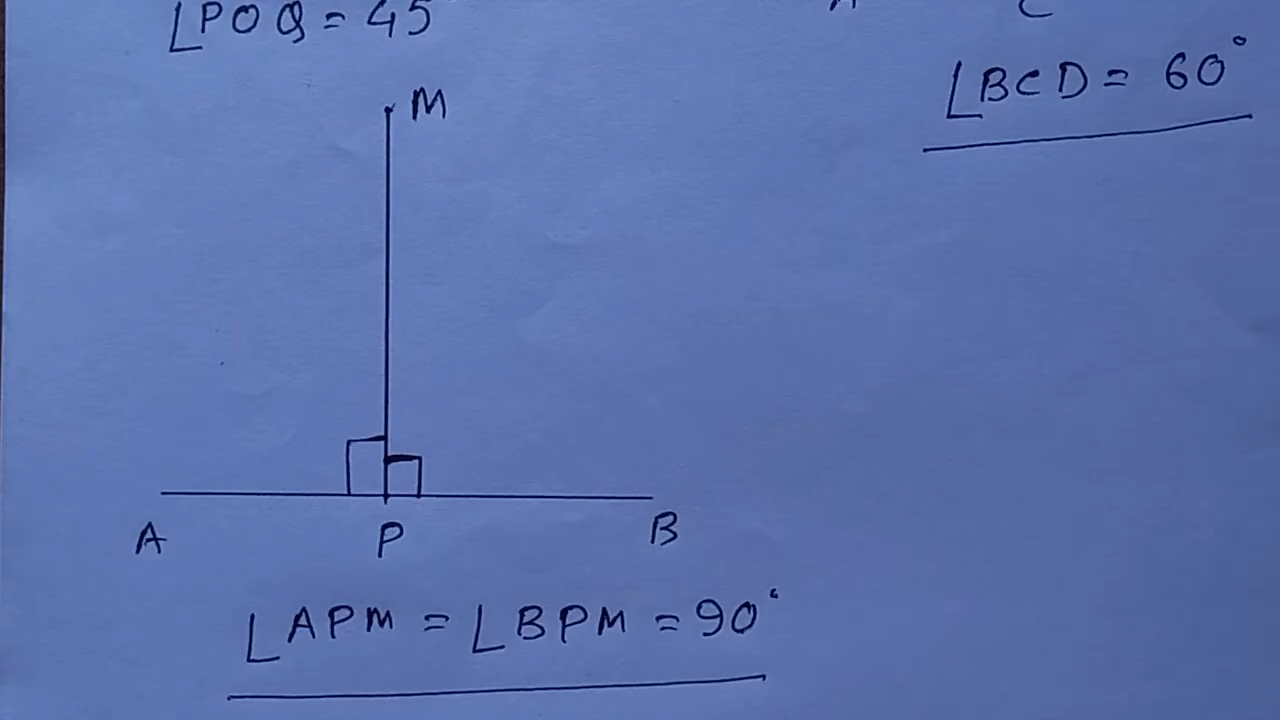 ∠POQ = 45
∠BCD = 60°
M
A P B
∠APM = ∠BPM = 90°